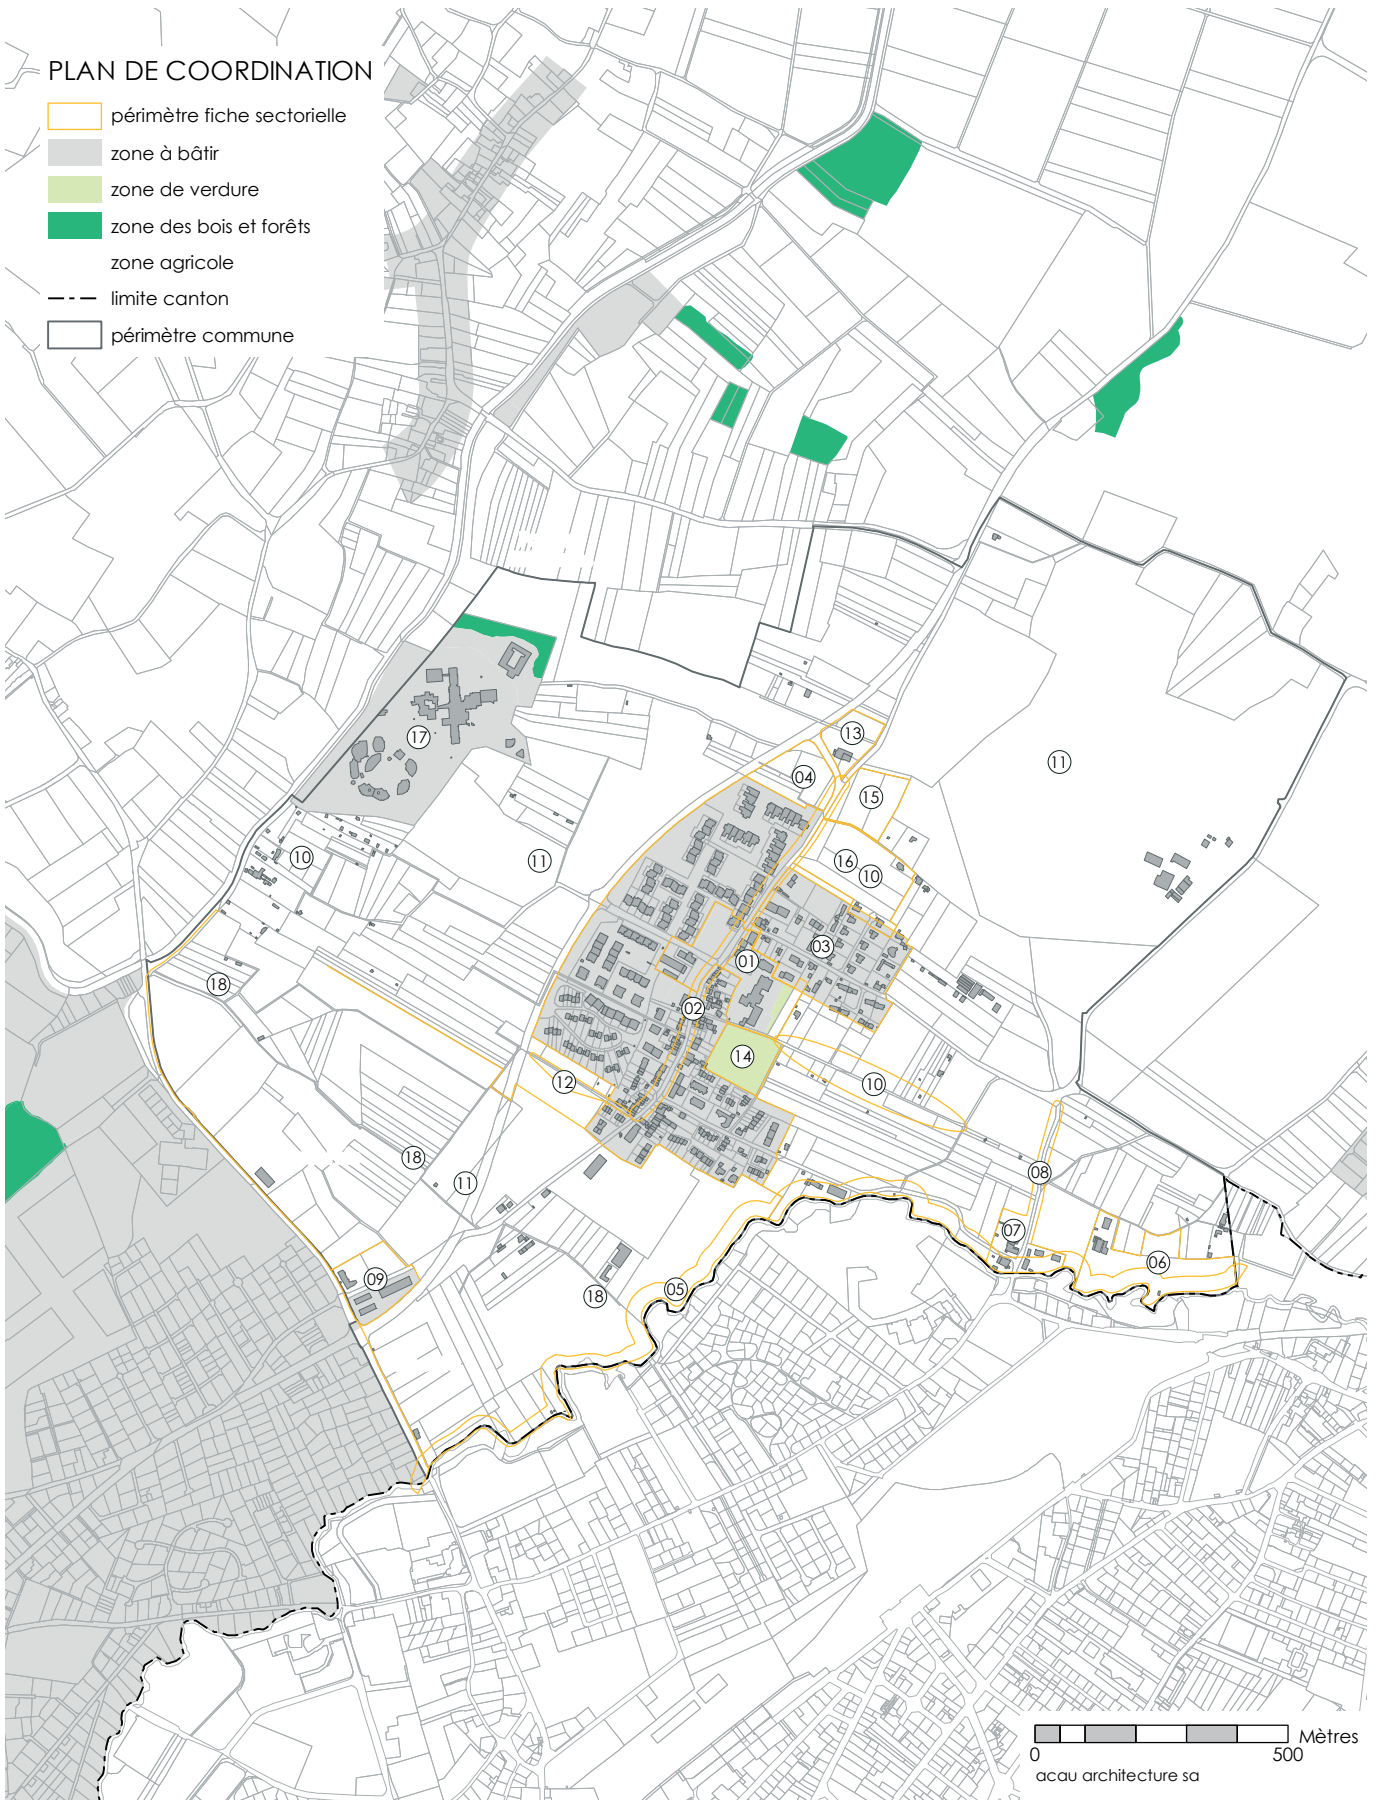 PLAN DE COORDINATION
périmètre fiche sectorielle
zone à bâtir
zone de verdure
zone des bois et forêts
zone agricole
limite canton
périmètre commune
13
17
04
11
15
10
11
16
10
03
01
18
02
14
12
10
18
11
08
07
06
09
05
18
Mètres
0
500
acau architecture sa